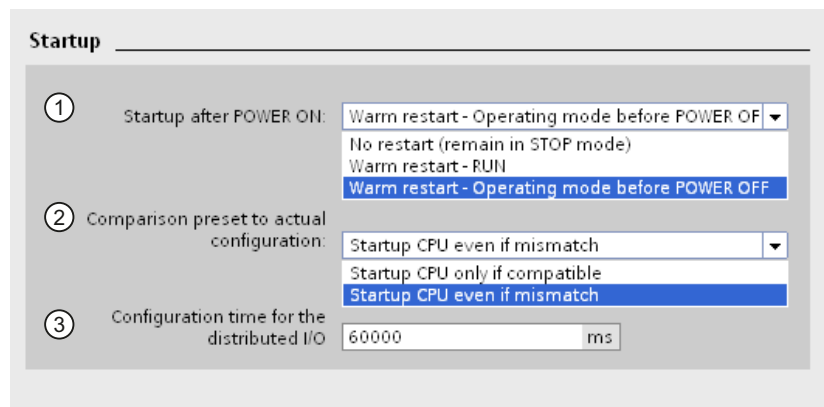 Startup
1
Startup after POWER ON:
Warm restart - Operating mode before POWER OF
No restart (remain in STOP mode)
Warm restart - RUN
Warm restart - Operating mode before POWER OFF
2
Comparison preset to actual
configuration:
Startup CPU even if mismatch
Startup CPU only if compatible
Startup CPU even if mismatch
3
Configuration time for the
distributed I/O
60000 ms